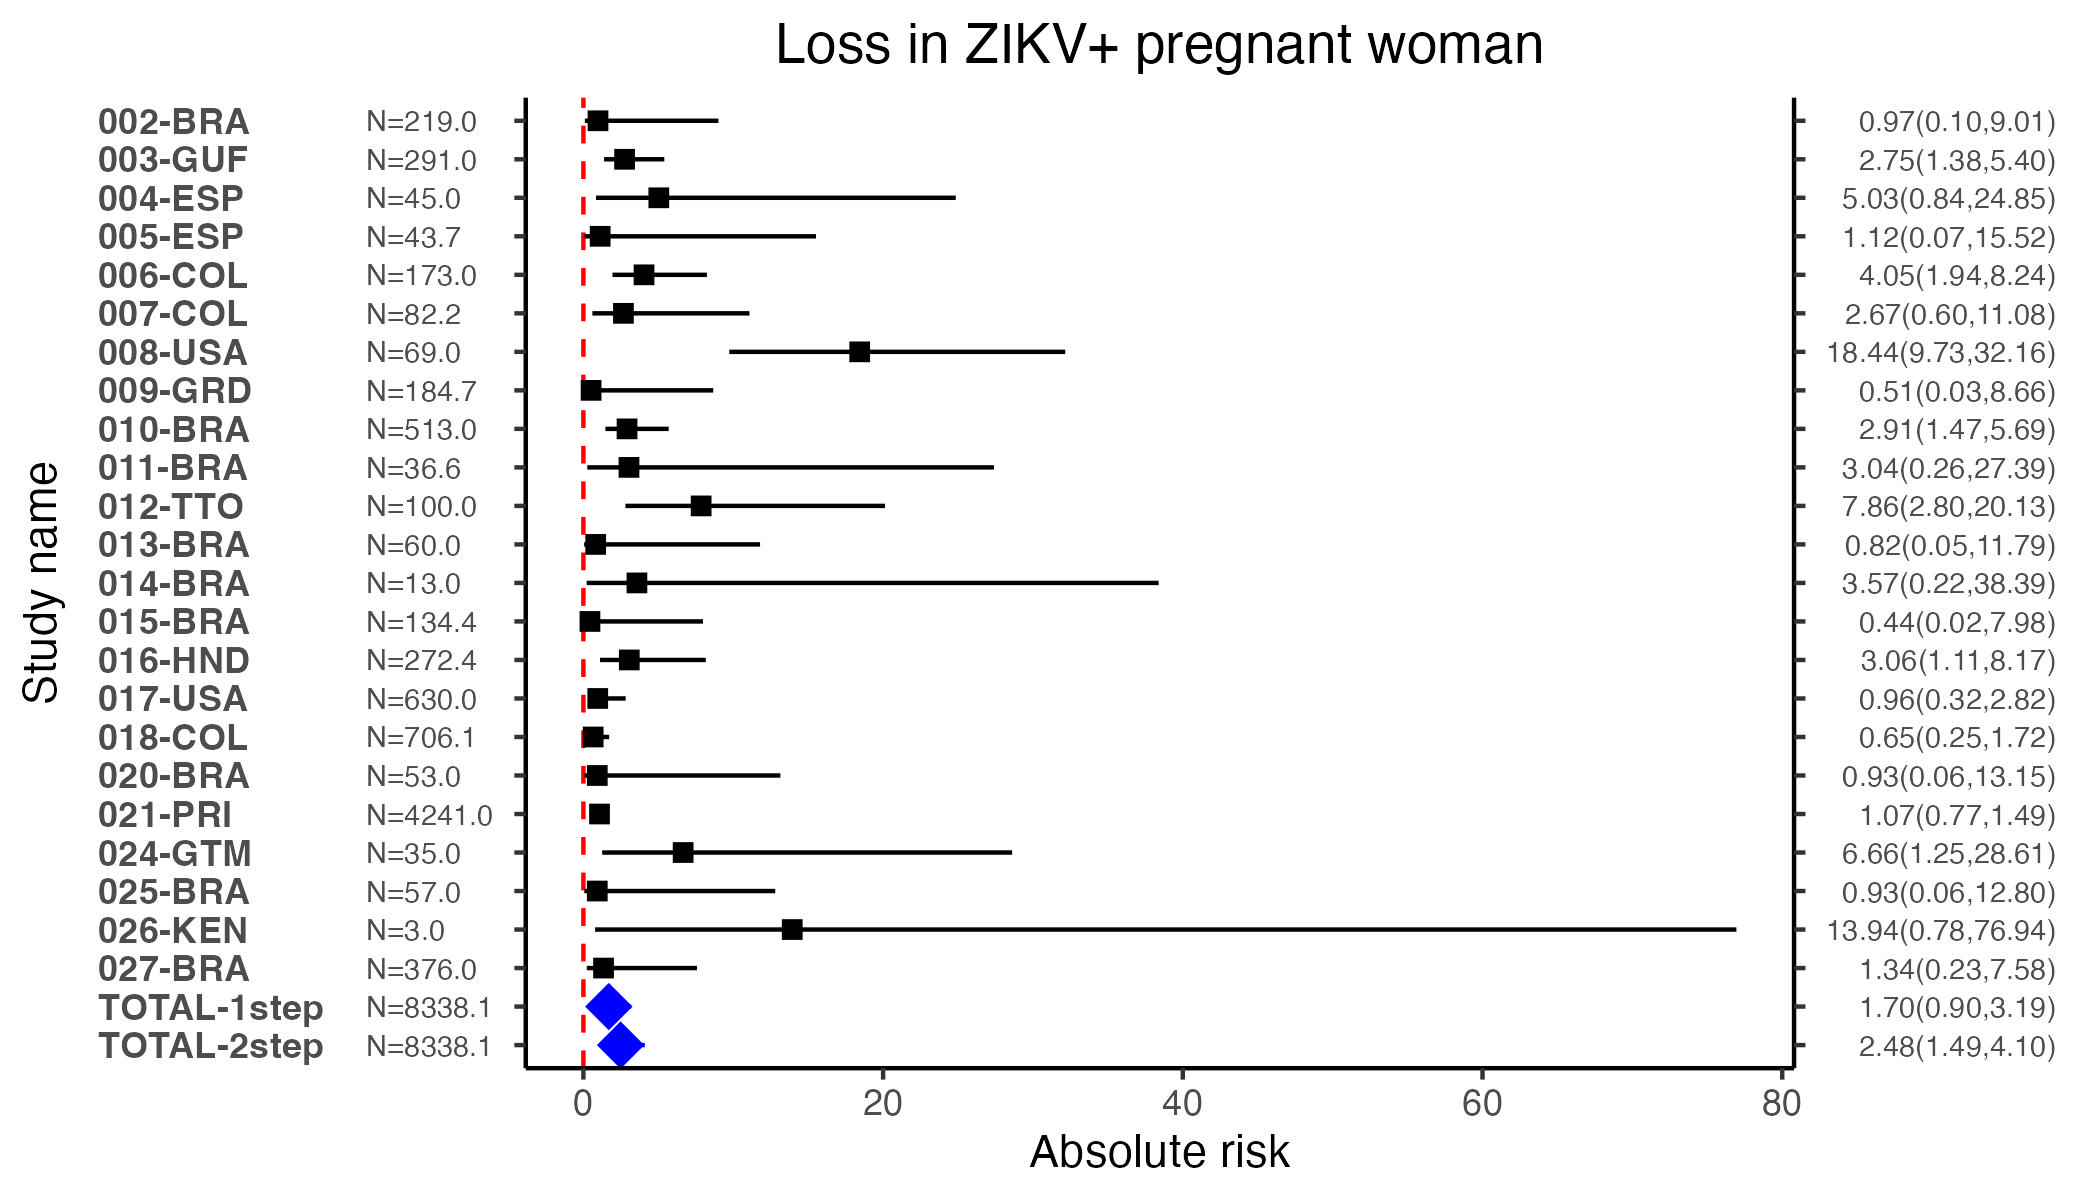 Loss in ZIKV+ pregnant woman
Study name
002-BRA N=219.0 0.97(0.10,9.01)
003-GUF N=291.0 2.75(1.38,5.40)
004-ESP N=45.0 5.03(0.84,24.85)
005-ESP N=43.7 1.12(0.07,15.52)
006-COL N=173.0 4.05(1.94,8.24)
007-COL N=82.2 2.67(0.60,11.08)
008-USA N=69.0 18.44(9.73,32.16)
009-GRD N=184.7 0.51(0.03,8.66)
010-BRA N=513.0 2.91(1.47,5.69)
011-BRA N=36.6 3.04(0.26,27.39)
012-TTO N=100.0 7.86(2.80,20.13)
013-BRA N=60.0 0.82(0.05,11.79)
014-BRA N=13.0 3.57(0.22,38.39)
015-BRA N=134.4 0.44(0.02,7.98)
016-HND N=272.4 3.06(1.11,8.17)
017-USA N=630.0 0.96(0.32,2.82)
018-COL N=706.1 0.65(0.25,1.72)
020-BRA N=53.0 0.93(0.06,13.15)
021-PRI N=4241.0 1.07(0.77,1.49)
024-GTM N=35.0 6.66(1.25,28.61)
025-BRA N=57.0 0.93(0.06,12.80)
026-KEN N=3.0 13.94(0.78,76.94)
027-BRA N=376.0 1.34(0.23,7.58)
TOTAL-1step N=8338.1 1.70(0.90,3.19)
TOTAL-2step N=8338.1 2.48(1.49,4.10)
0 20 40 60 80
Absolute risk